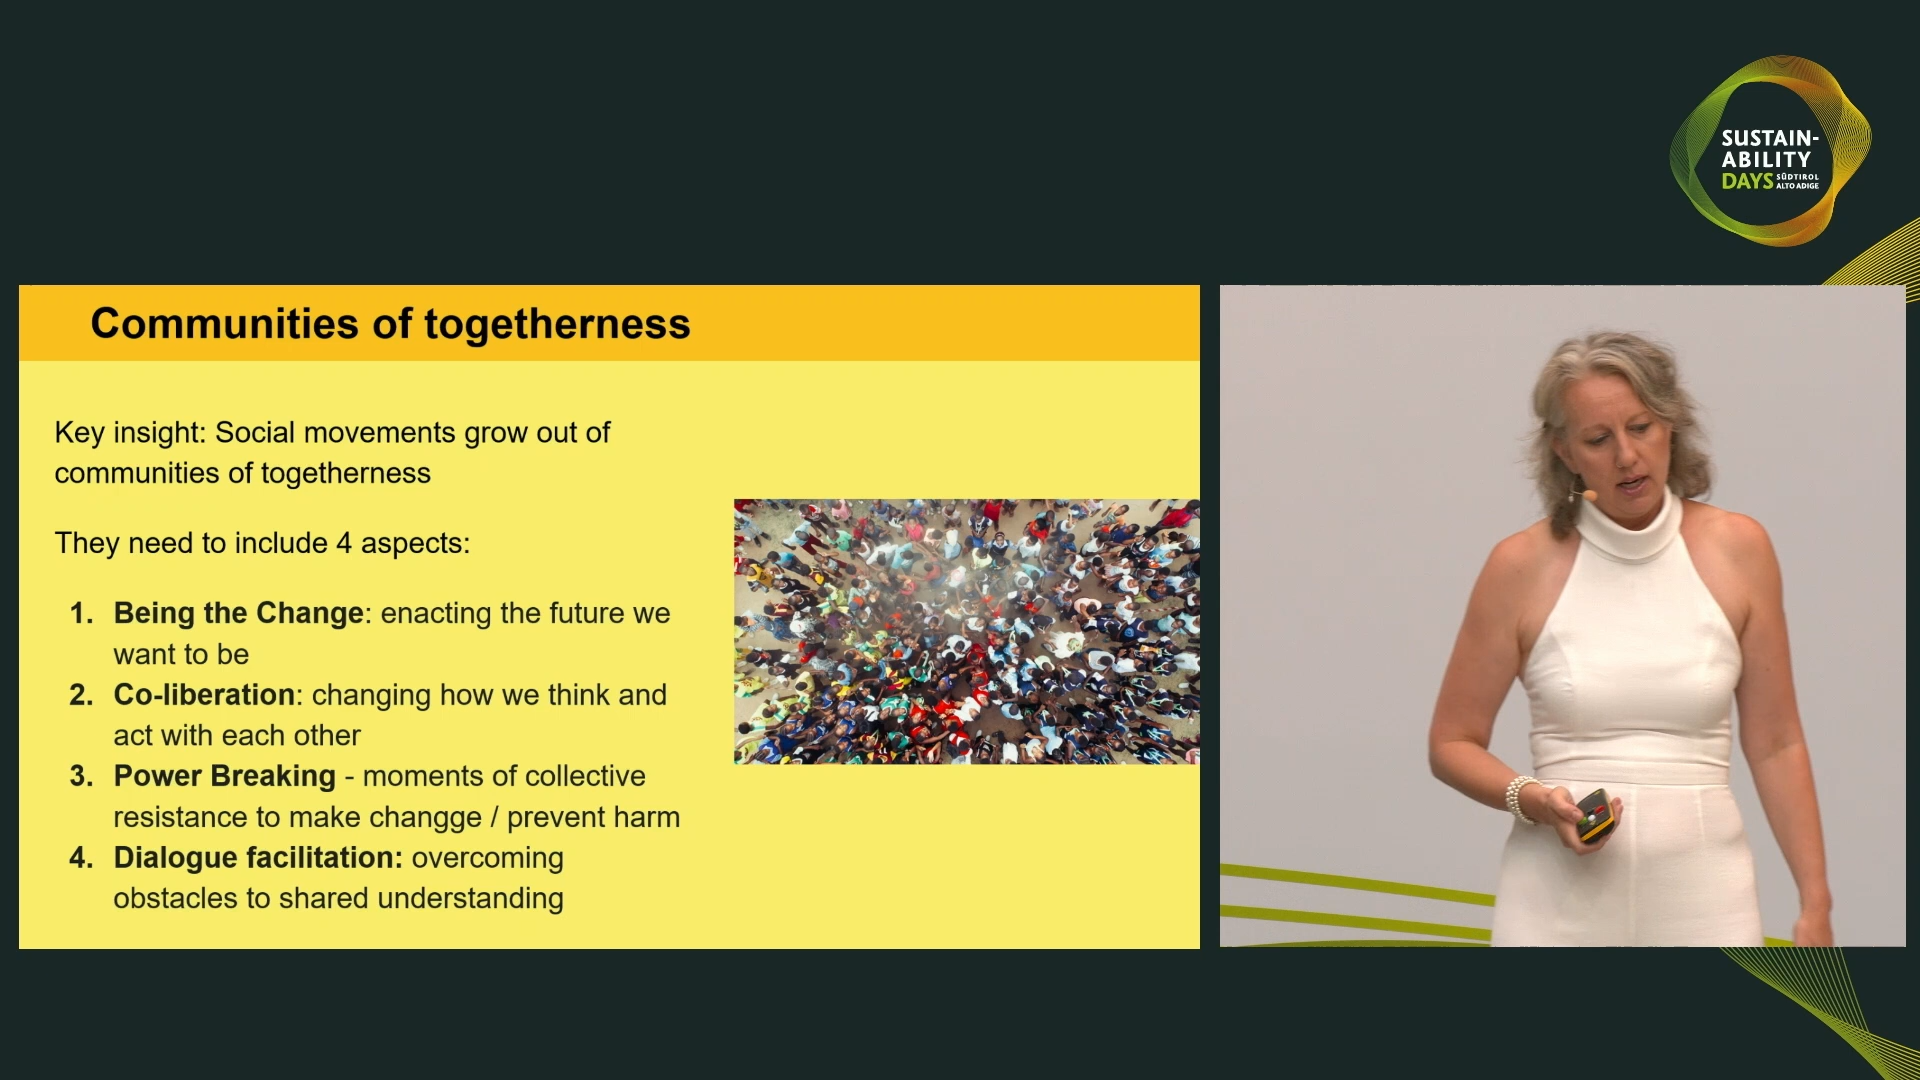 SUSTAIN-
ABILITY
DAYS SÜDTIROL
ALTO ADIGE
Communities of togetherness
Key insight: Social movements grow out of
communities of togetherness
They need to include 4 aspects:
1. Being the Change: enacting the future we
want to be
2. Co-liberation: changing how we think and
act with each other
3. Power Breaking - moments of collective
resistance to make changge / prevent harm
4. Dialogue facilitation: overcoming
obstacles to shared understanding